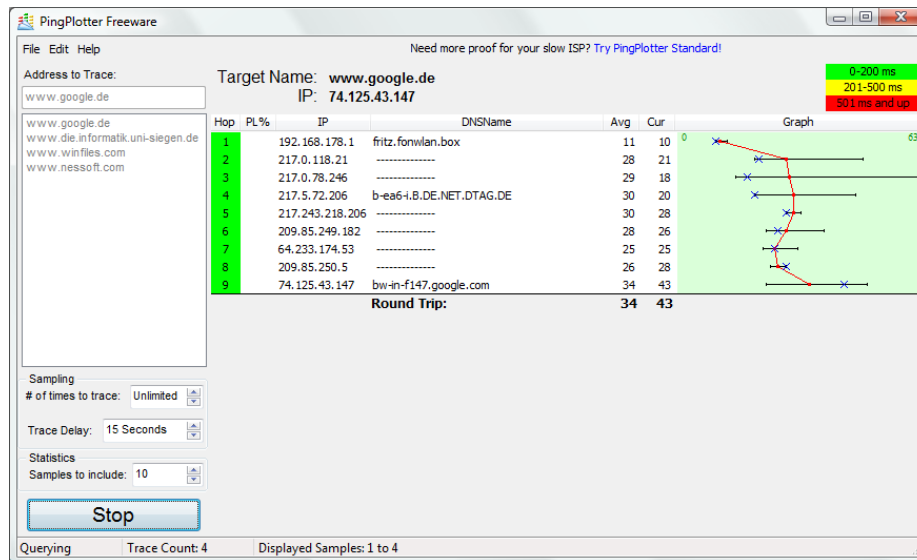 PingPlotter Freeware
File Edit Help
Need more proof for your slow ISP? Try PingPlotter Standard!
Address to Trace:
www.google.de
www.google.de
www.die.informatik.uni-siegen.de
www.winfiles.com
www.nessoft.com
Target Name: www.google.de
IP: 74.125.43.147
0-200 ms
201-500 ms
501 ms and up
Hop PL% IP DNSName Avg Cur Graph
0 63
1 192.168.178.1 fritz.fonwlan.box 11 10
2 217.0.118.21 -------------- 28 21
3 217.0.78.246 -------------- 29 18
4 217.5.72.206 b-ea6-i.B.DE.NET.DTAG.DE 30 20
5 217.243.218.206 -------------- 30 28
6 209.85.249.182 -------------- 28 26
7 64.233.174.53 -------------- 25 25
8 209.85.250.5 -------------- 26 28
9 74.125.43.147 bw-in-f147.google.com 34 43
Round Trip: 34 43
Sampling
# of times to trace: Unlimited
Trace Delay: 15 Seconds
Statistics
Samples to include: 10
Stop
Querying Trace Count: 4 Displayed Samples: 1 to 4